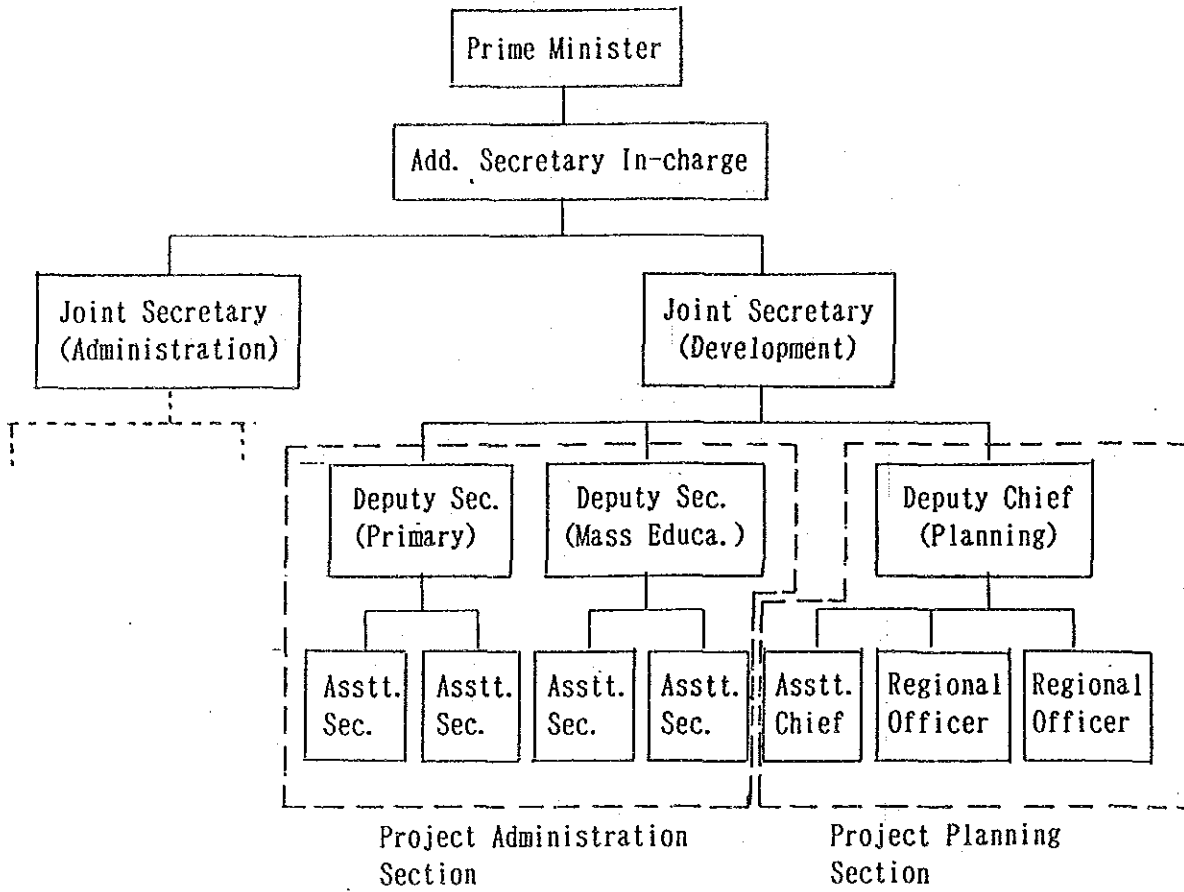 Prime Minister
Add. Secretary In-charge
Joint Secretary
(Administration)
Joint Secretary
(Development)
Deputy Sec.
(Primary)
Deputy Sec.
(Mass Educa.)
Deputy Chief
(Planning)
Asstt.
Sec.
Asstt.
Sec.
Asstt.
Sec.
Asstt.
Sec.
Asstt.
Chief
Regional
Officer
Regional
Officer
Project Administration
Section
Project Planning
Section